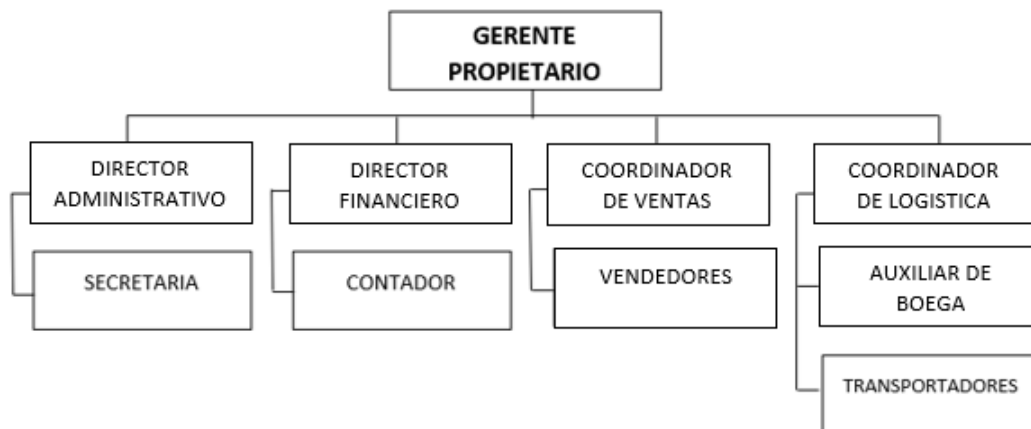 GERENTE
PROPIETARIO
DIRECTOR
ADMINISTRATIVO
DIRECTOR
FINANCIERO
COORDINADOR
DE VENTAS
COORDINADOR
DE LOGISTICA
SECRETARIA
CONTADOR
VENDEDORES
AUXILIAR DE
BOEGA
TRANSPORTADORES